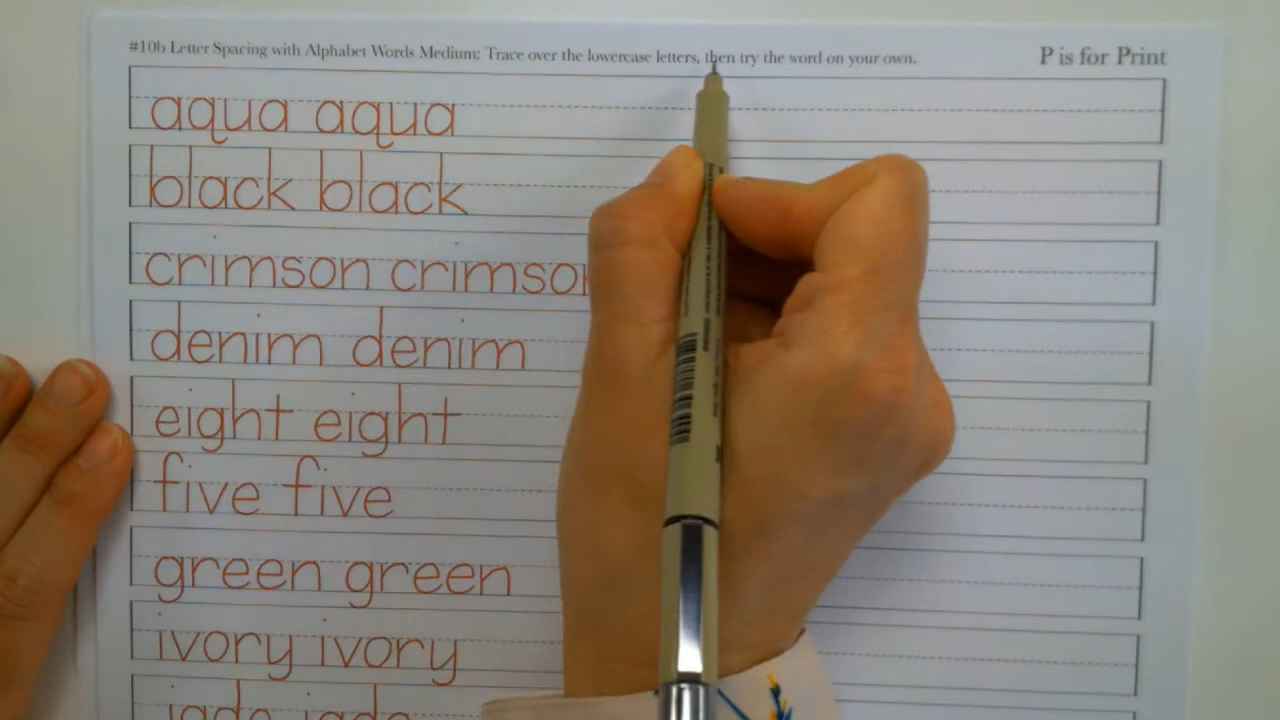 #10b Letter Spacing with Alphabet Words Medium: Trace over the lowercase letters, then try the word on your own.
P is for Print
aqua aqua
black black
crimson crimson
denim denim
eight eight
five five
green green
ivory ivory
jade jade